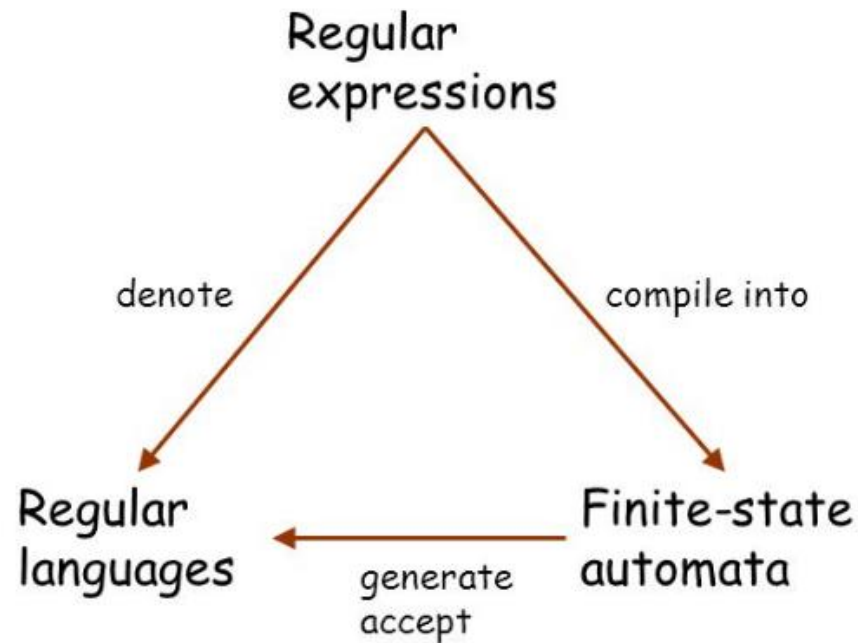 Regular
expressions
denote
compile into
Regular
languages
Finite-state
automata
generate
accept